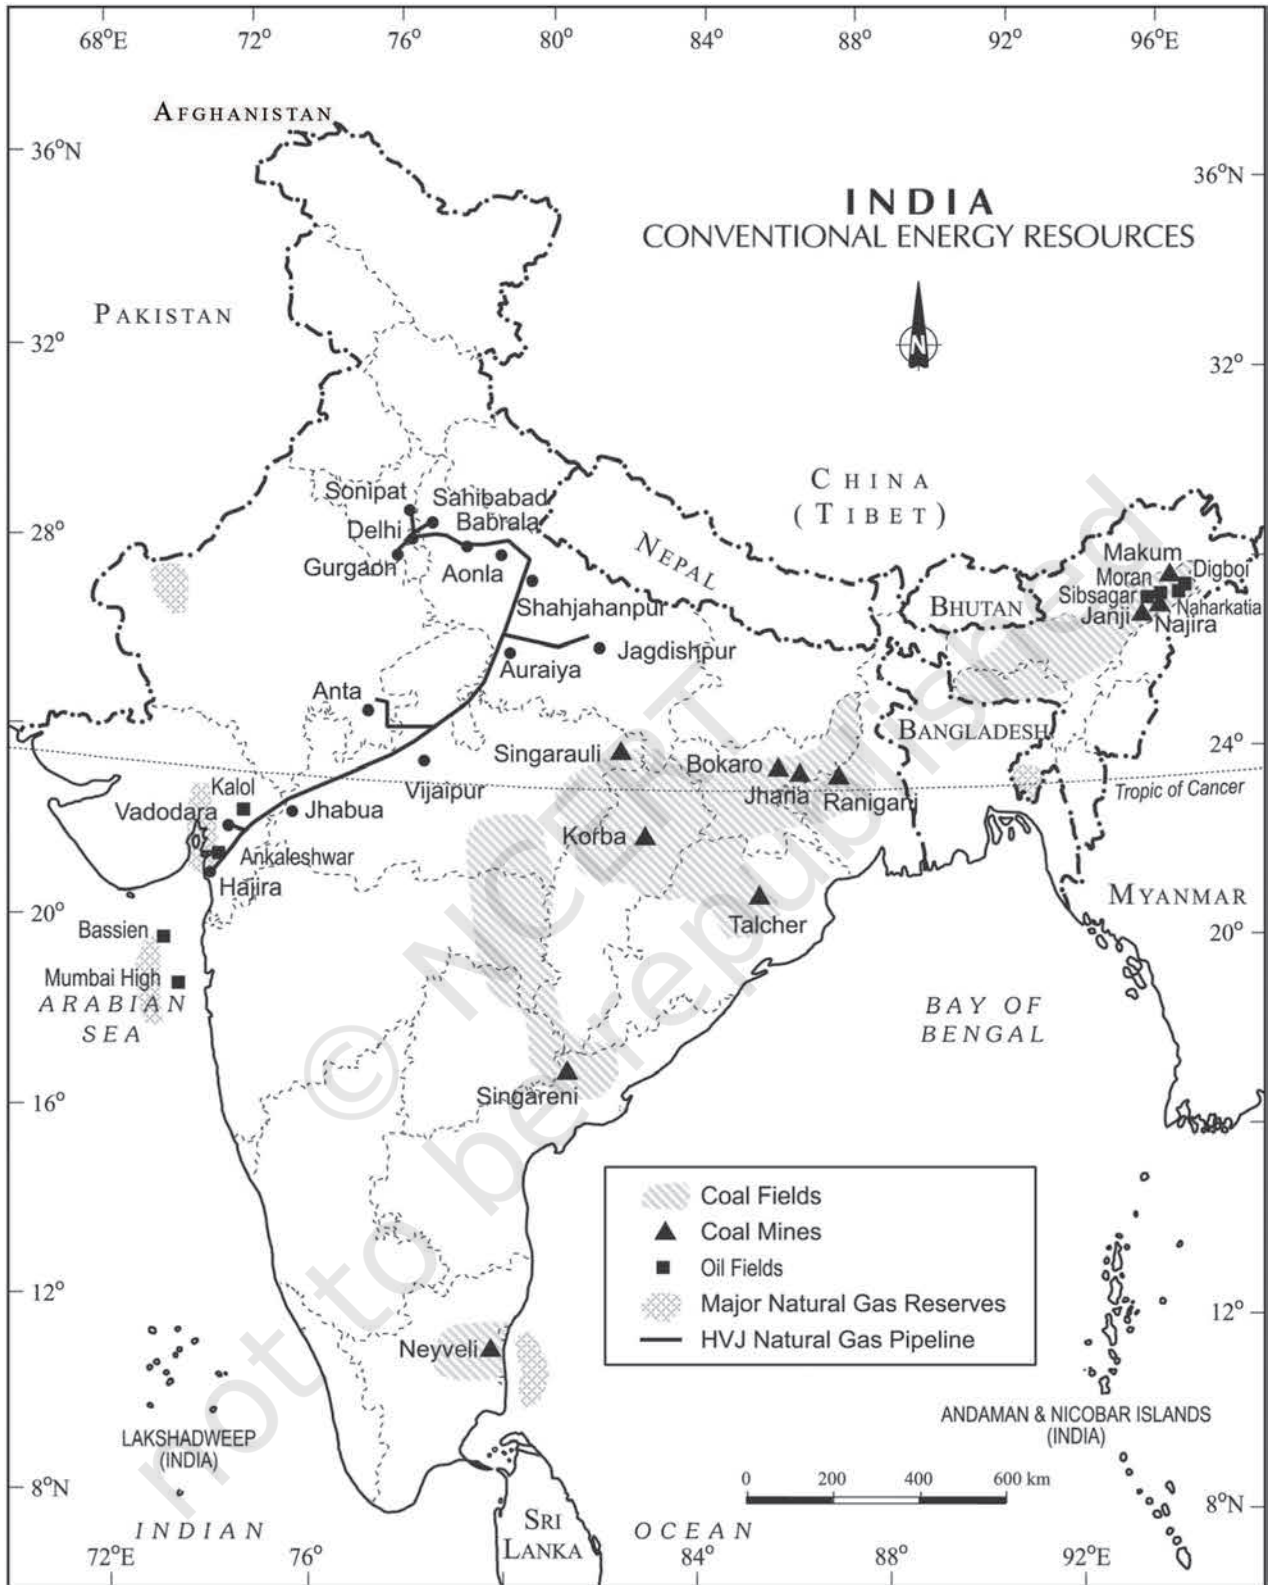 68°E 72° 76° 80° 84° 88° 92° 96°E
AFGHANISTAN
36°N
36°N
INDIA
CONVENTIONAL ENERGY RESOURCES
PAKISTAN
N
32°
32°
CHINA
(TIBET)
Sonipat
Sahibabad
Delhi
Babrala
28°
28°
Gurgaon
Aonla
NEPAL
Shahjahanpur
Makum
Digboi
Moran
Sibsagar
Naharkatia
Janji
Najira
BHUTAN
Jagdishpur
Auraiya
Anta
BANGLADESH
24°
Singarauli
Bokaro
Jharia
Raniganj
Tropic of Cancer
Vijaipur
Kalol
Vadodara
Jhabua
Korba
Ankaleshwar
Hajira
MYANMAR
20°
20°
Talcher
Bassien
Mumbai High
ARABIAN
SEA
BAY OF
BENGAL
16°
Singareni
Coal Fields
Coal Mines
Oil Fields
Major Natural Gas Reserves
HVJ Natural Gas Pipeline
12°
12°
Neyveli
LAKSHADWEEP
(INDIA)
ANDAMAN & NICOBAR ISLANDS
(INDIA)
0 200 400 600 km
8°N
8°N
INDIAN
OCEAN
SRI
LANKA
72°E 76° 84° 88° 92°E
© NCERT
not to be republished